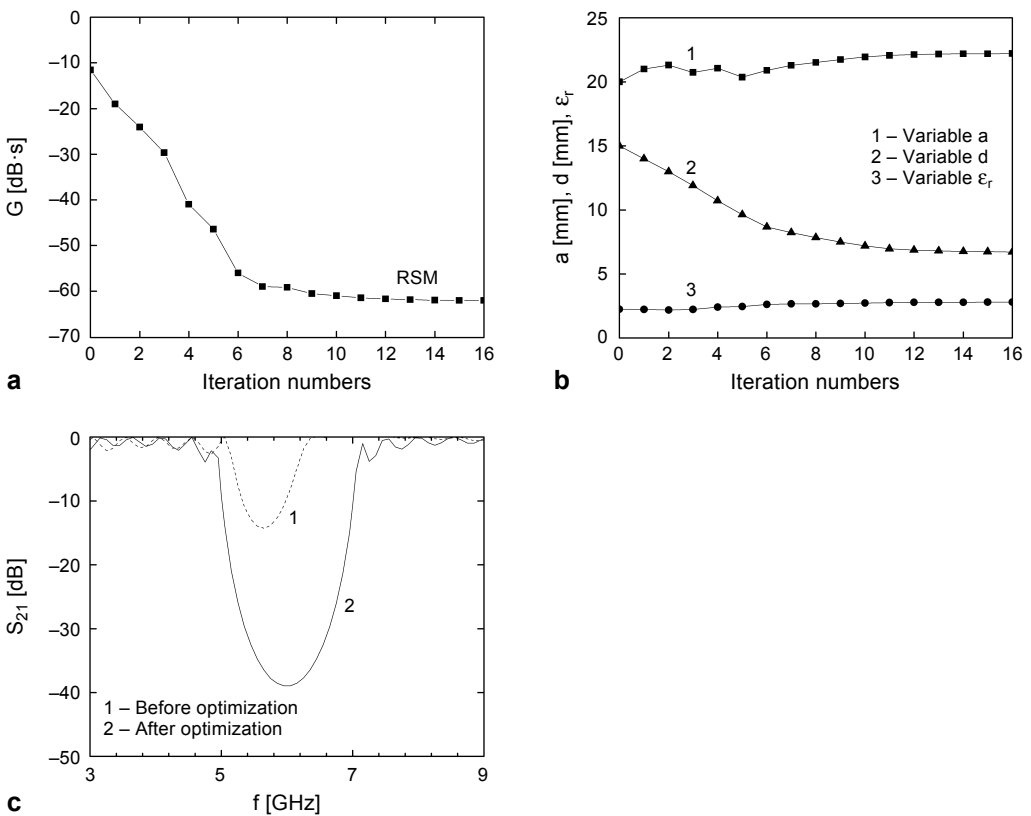 0
–10
–20
–30
–40
–50
–60
–70
G [dB·s]
RSM
0 2 4 6 8 10 12 14 16
Iteration numbers
a
25
20
15
10
5
0
a [mm], d [mm], εr
1
2
3
1 – Variable a
2 – Variable d
3 – Variable εr
0 2 4 6 8 10 12 14 16
Iteration numbers
b
0
–10
–20
–30
–40
–50
S21 [dB]
1
2
1 – Before optimization
2 – After optimization
3 5 7 9
f [GHz]
c